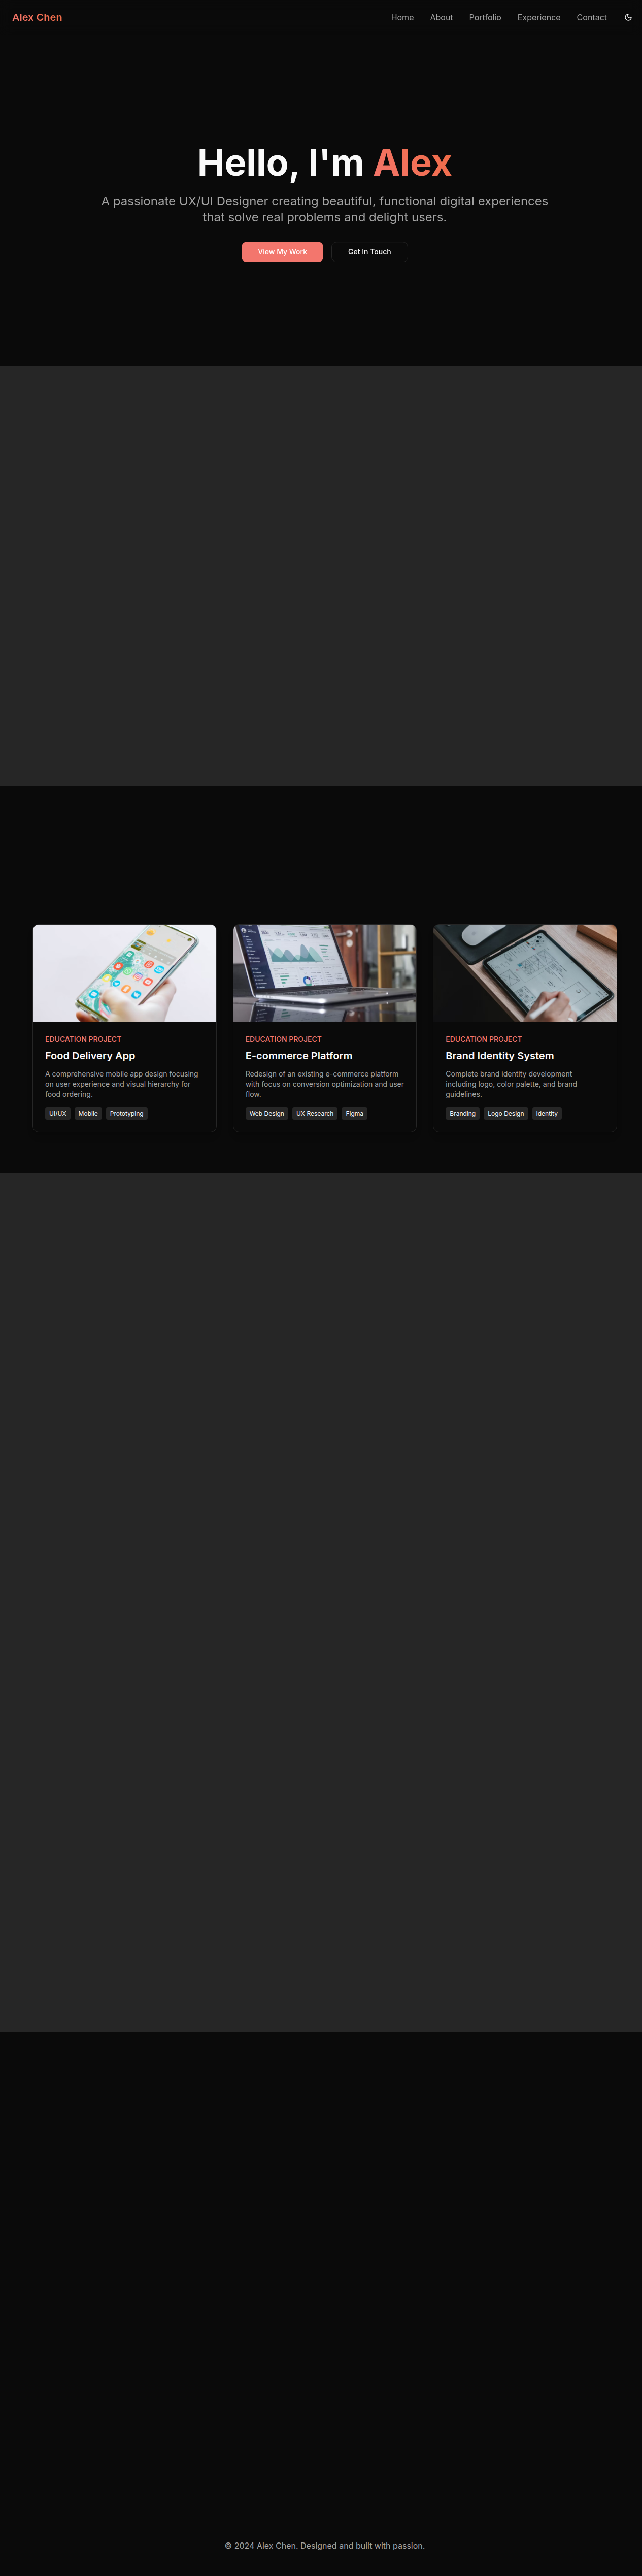 Alex Chen
Home About Portfolio Experience Contact
Hello, I'm Alex
A passionate UX/UI Designer creating beautiful, functional digital experiences
that solve real problems and delight users.
View My Work Get In Touch
EDUCATION PROJECT
Food Delivery App
A comprehensive mobile app design focusing
on user experience and visual hierarchy for
food ordering.
UI/UX Mobile Prototyping
EDUCATION PROJECT
E-commerce Platform
Redesign of an existing e-commerce platform
with focus on conversion optimization and user
flow.
Web Design UX Research Figma
EDUCATION PROJECT
Brand Identity System
Complete brand identity development
including logo, color palette, and brand
guidelines.
Branding Logo Design Identity
© 2024 Alex Chen. Designed and built with passion.